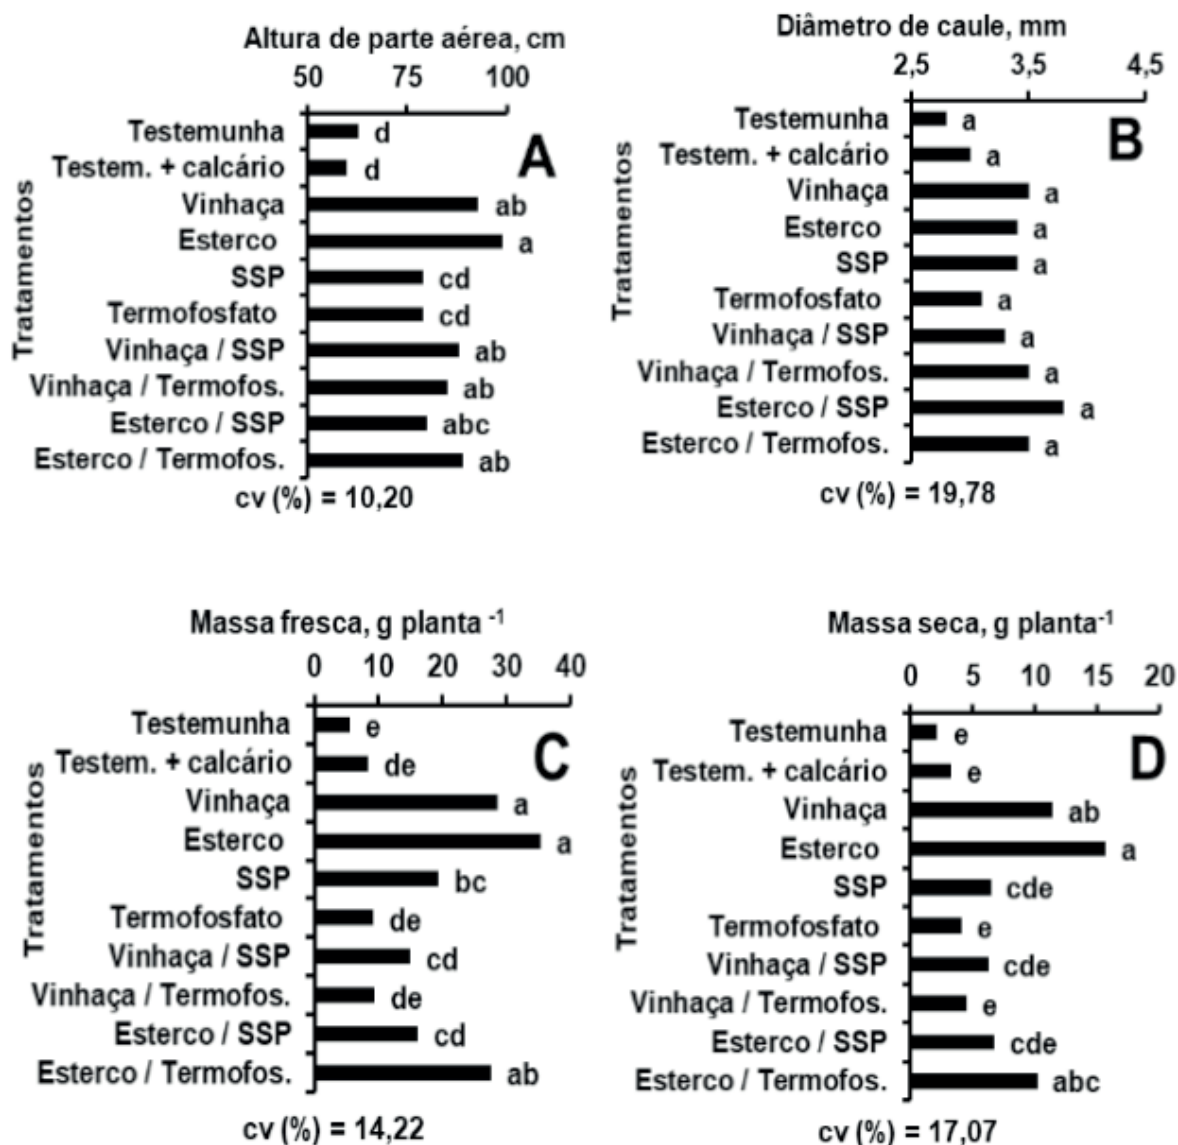 Altura de parte aérea, cm
50 75 100
A
Tratamentos
Testemunha d
Testem. + calcário d
Vinhaça ab
Esterco a
SSP cd
Termofosfato cd
Vinhaça / SSP ab
Vinhaça / Termofos. ab
Esterco / SSP abc
Esterco / Termofos. ab
cv (%) = 10,20
Diâmetro de caule, mm
2,5 3,5 4,5
B
Tratamentos
Testemunha a
Testem. + calcário a
Vinhaça a
Esterco a
SSP a
Termofosfato a
Vinhaça / SSP a
Vinhaça / Termofos. a
Esterco / SSP a
Esterco / Termofos. a
cv (%) = 19,78
Massa fresca, g planta -1
0 10 20 30 40
C
Tratamentos
Testemunha e
Testem. + calcário de
Vinhaça a
Esterco a
SSP bc
Termofosfato de
Vinhaça / SSP cd
Vinhaça / Termofos. de
Esterco / SSP cd
Esterco / Termofos. ab
cv (%) = 14,22
Massa seca, g planta-1
0 5 10 15 20
D
Tratamentos
Testemunha e
Testem. + calcário e
Vinhaça ab
Esterco a
SSP cde
Termofosfato e
Vinhaça / SSP cde
Vinhaça / Termofos. e
Esterco / SSP cde
Esterco / Termofos. abc
cv (%) = 17,07